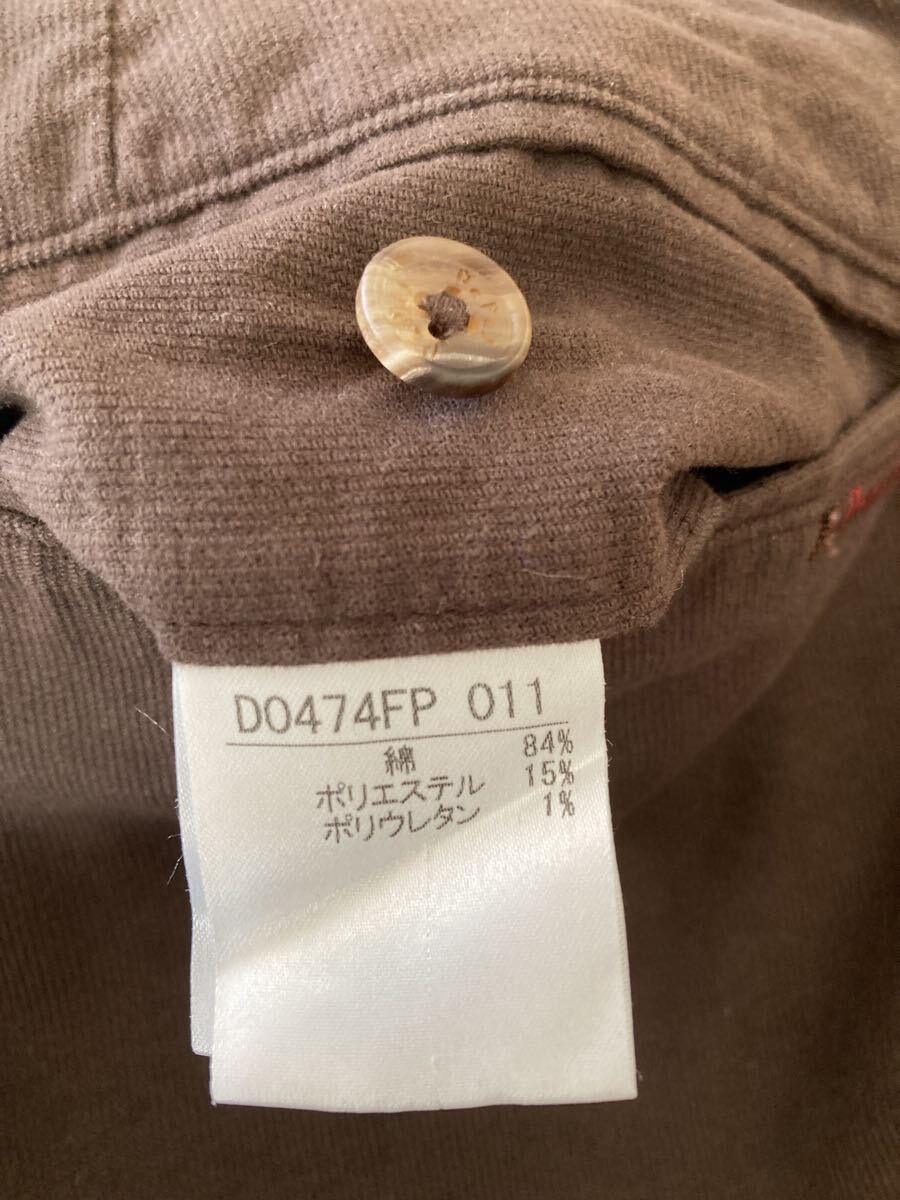 D0474FP 011
綿 84%
ポリエステル 15%
ポリウレタン 1%